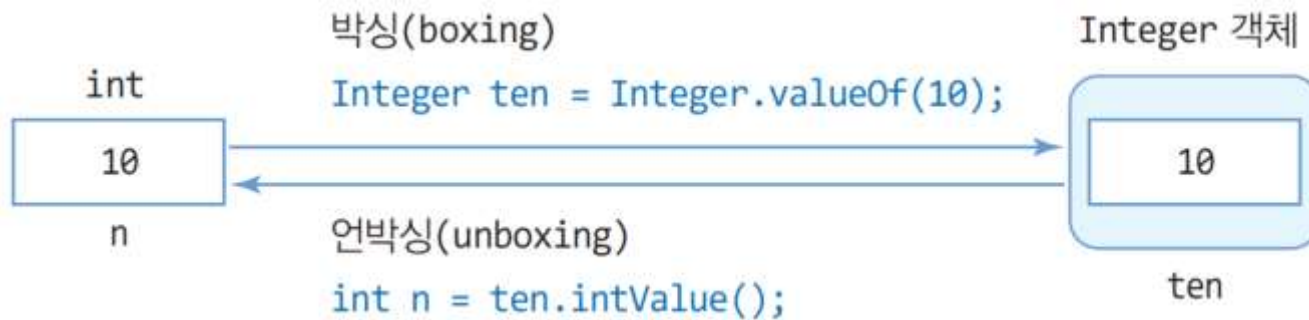 박싱(boxing)
Integer 객체
int
Integer ten = Integer.valueOf(10);
10
10
n
언박싱(unboxing)
ten
int n = ten.intValue();